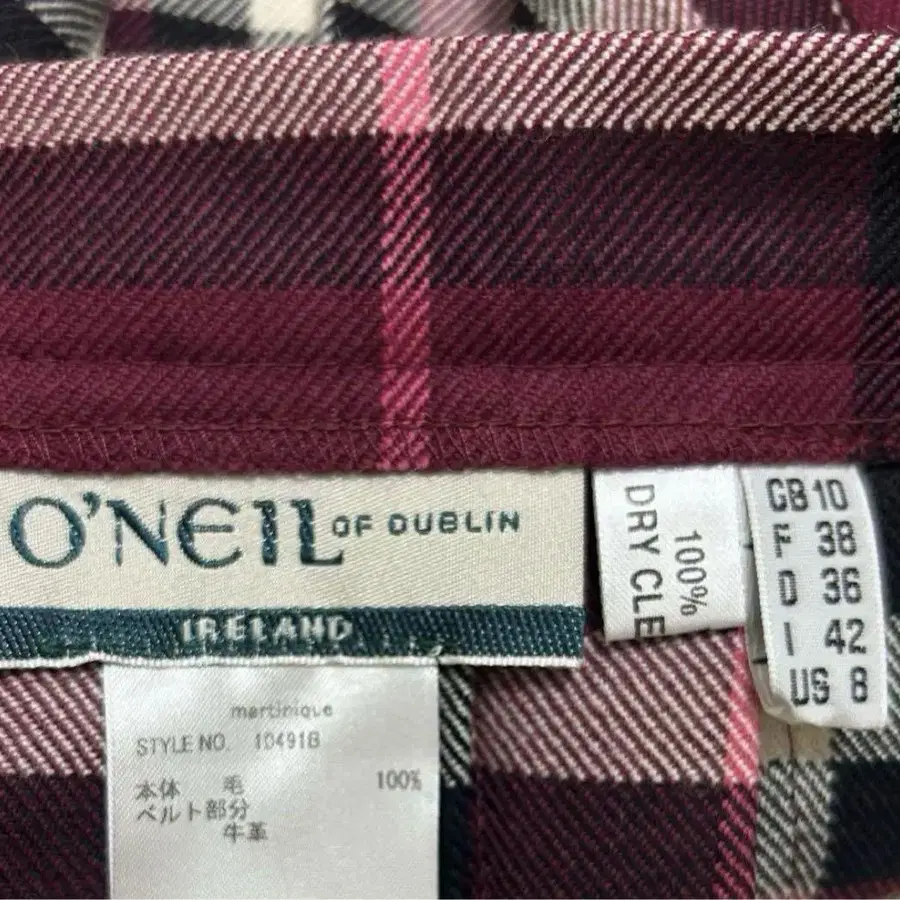 O'NEIL OF DUBLIN
IRELAND
100%
DRY CLE
GB 10
F 38
D 36
I 42
US 8
martinique
STYLE NO. 104918
本体 毛 100%
ベルト部分
牛革